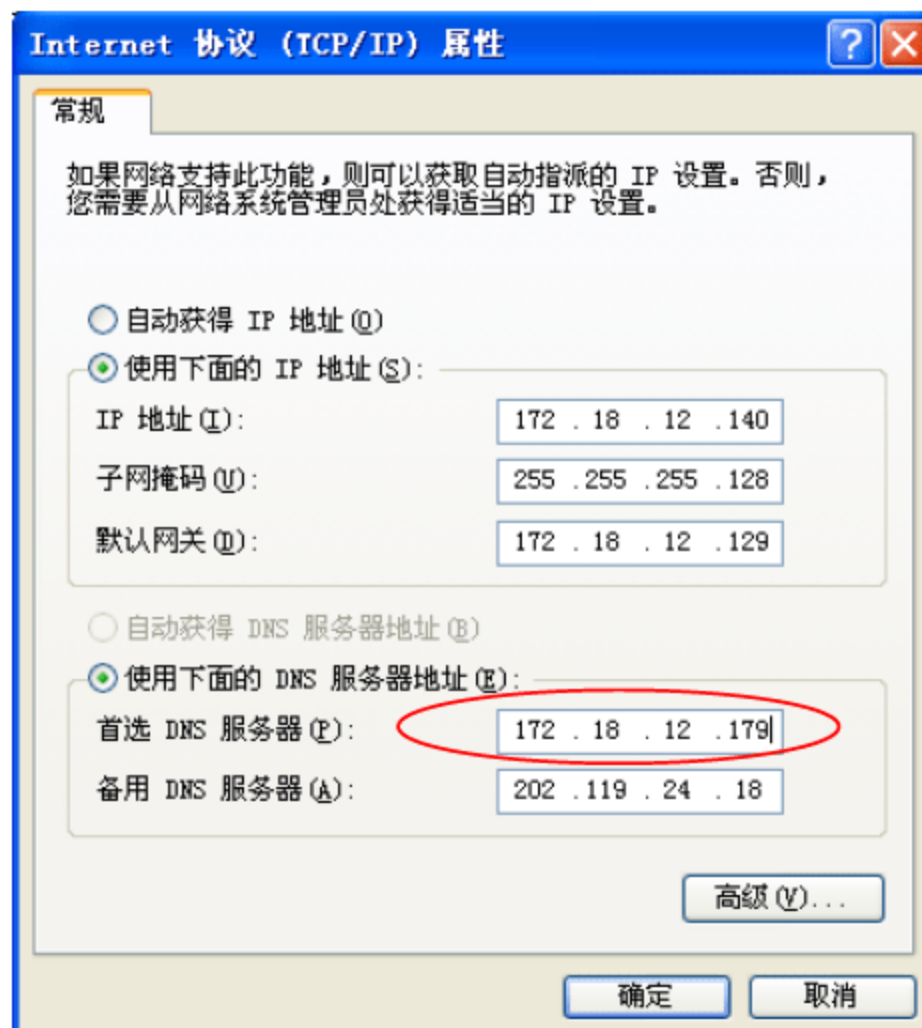 Internet 协议 (TCP/IP) 属性
常规
如果网络支持此功能，则可以获取自动指派的 IP 设置。否则，
您需要从网络系统管理员处获得适当的 IP 设置。
自动获得 IP 地址(O)
使用下面的 IP 地址(S):
IP 地址(I): 172 . 18 . 12 .140
子网掩码(U): 255 .255 .255 .128
默认网关(D): 172 . 18 . 12 .129
自动获得 DNS 服务器地址(B)
使用下面的 DNS 服务器地址(E):
首选 DNS 服务器(P): 172 . 18 . 12 .179
备用 DNS 服务器(A): 202 .119 . 24 . 18
高级(V)...
确定 取消